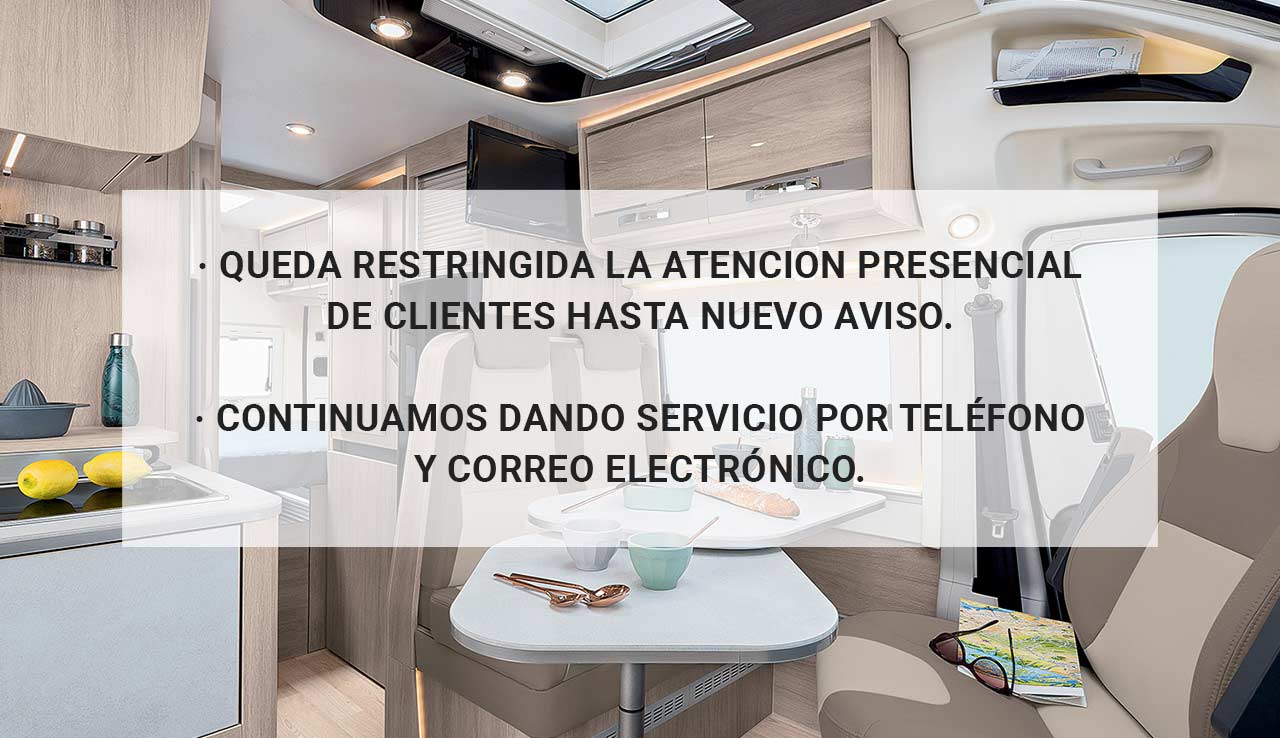 · QUEDA RESTRINGIDA LA ATENCION PRESENCIAL
DE CLIENTES HASTA NUEVO AVISO.
· CONTINUAMOS DANDO SERVICIO POR TELÉFONO
Y CORREO ELECTRÓNICO.